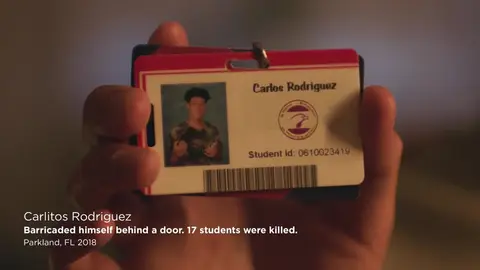 Carlos Rodriguez
Student Id: 0610023419
Carlitos Rodriguez
Barricaded himself behind a door. 17 students were killed.
Parkland, FL 2018